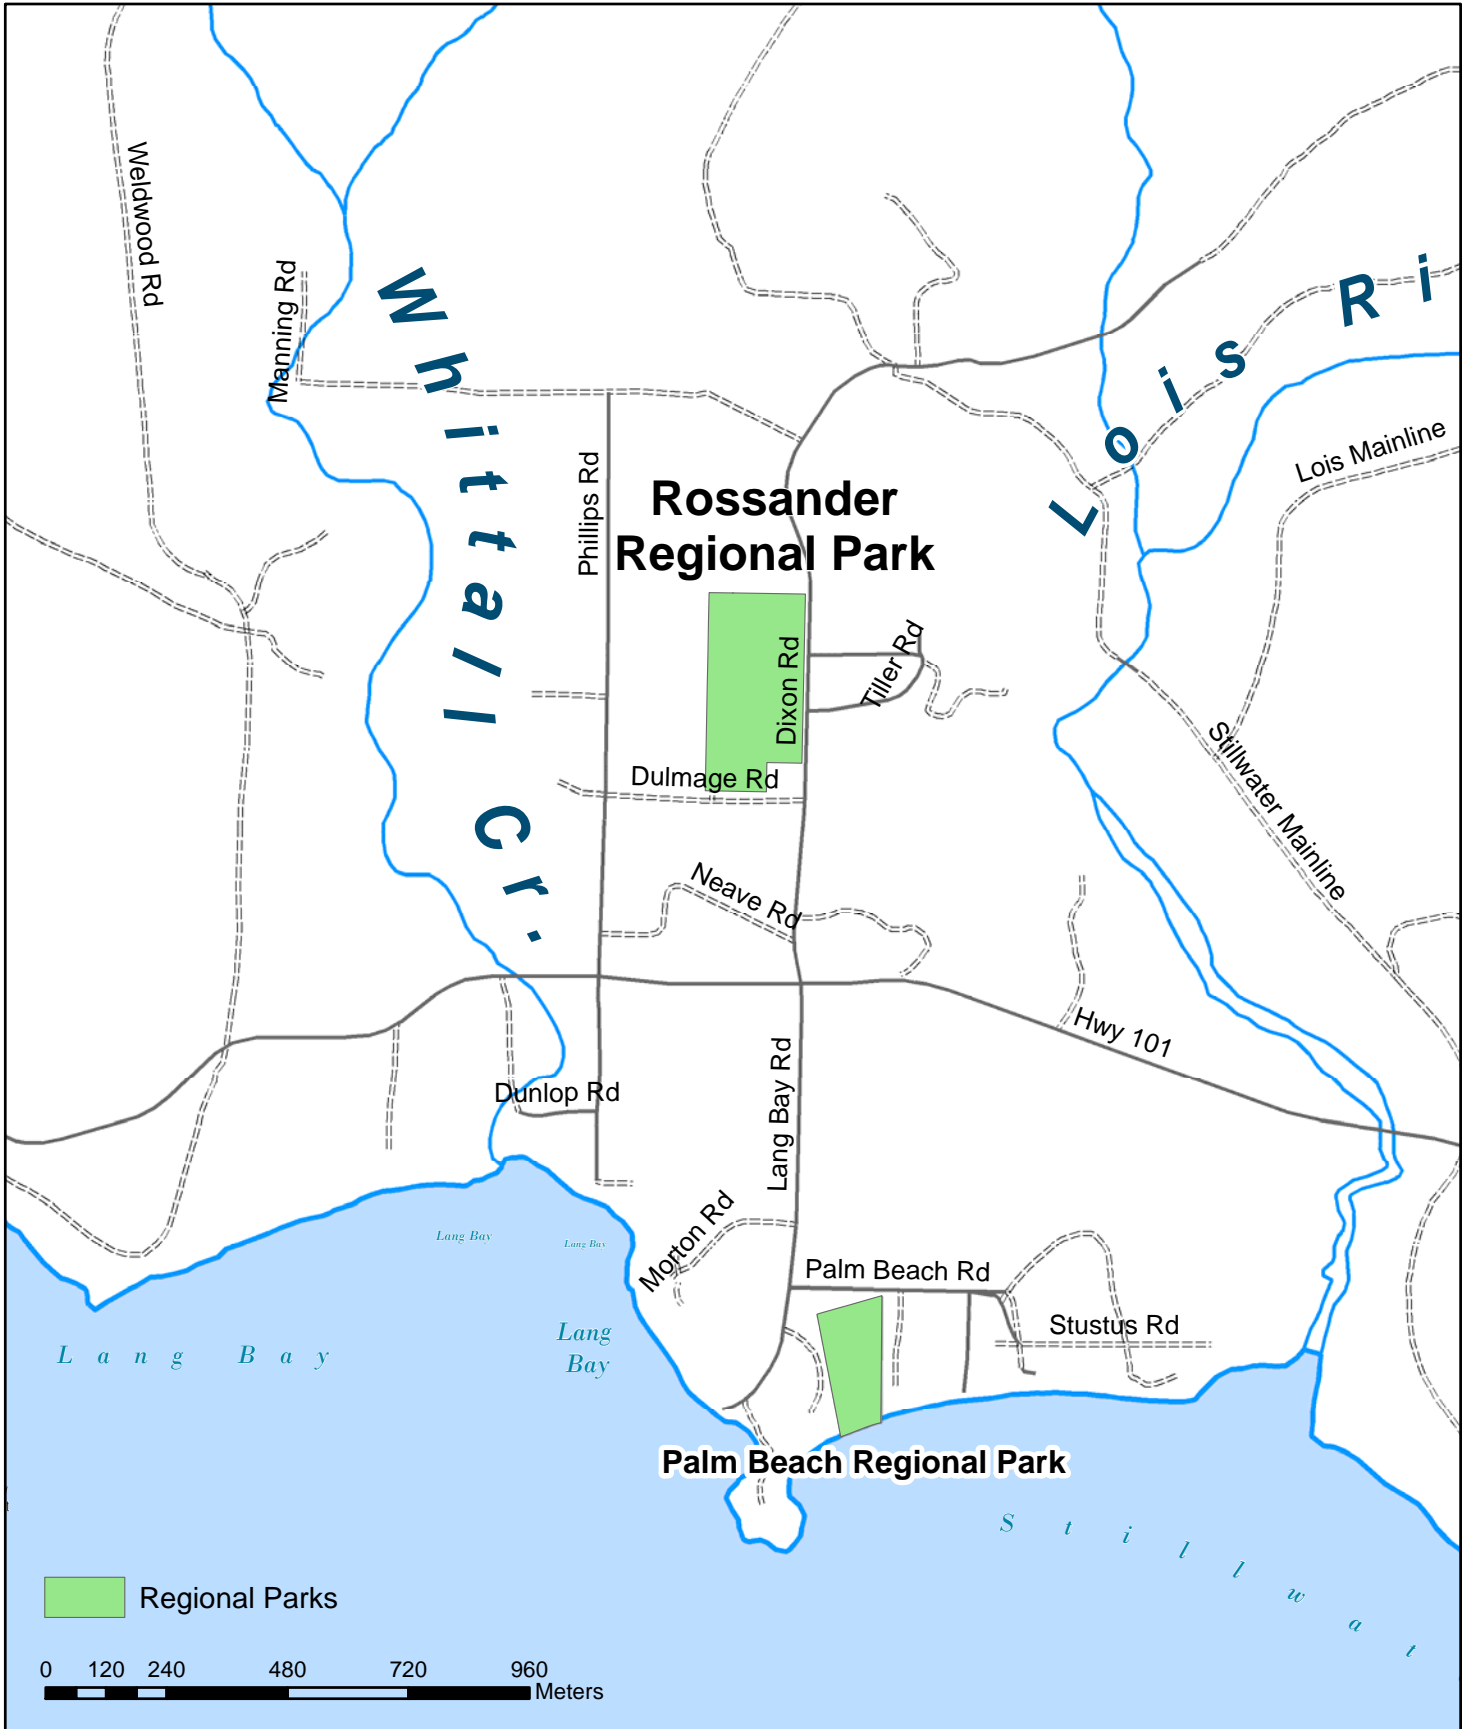 Weldwood Rd
Manning Rd
Whittall Cr.
Lois Ri
Lois Mainline
Phillips Rd
Rossander
Regional Park
Dixon Rd
Tiller Rd
Dulmage Rd
Stillwater Mainline
Neave Rd
Hwy 101
Dunlop Rd
Lang Bay Rd
Morton Rd
Lang Bay
Lang Bay
Palm Beach Rd
Stustus Rd
Lang Bay
Lang
Bay
Palm Beach Regional Park
Stillwat
Regional Parks
0 120 240 480 720 960
Meters